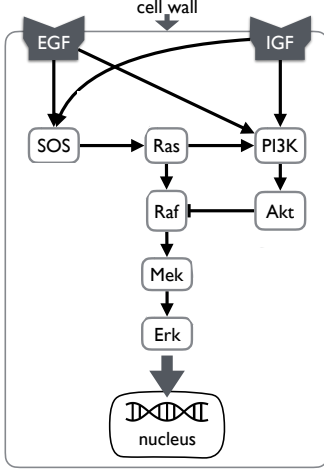 cell wall
EGF
IGF
SOS
Ras
PI3K
Raf
Akt
Mek
Erk
nucleus